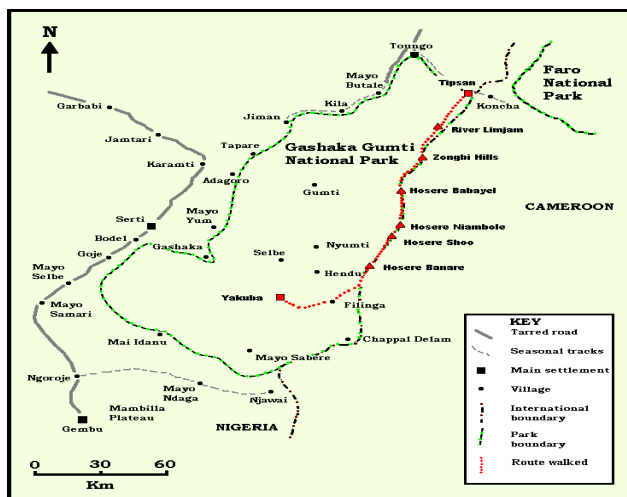 N
Toungo
Faro
National
Park
Mayo
Butale
Tipsan
Garbabi
Kila
Koncha
Jiman
River Limjam
Jamtari
Gashaka Gumti
National Park
Tapare
Zongbi Hills
Karamti
Adagoro
Gumti
Hosere Babayel
CAMEROON
Serti
Mayo
Yum
Hosere Niambole
Bodel
Nyumti
Hosere Shoo
Goje
Gashaka
Selbe
Mayo
Selbe
Hendu
Hosere Banare
Yakuba
Filinga
Mayo
Samari
Mai Idanu
Chappal Delam
Mayo Sabere
Ngoroje
Mayo
Ndaga
Njawai
Mambilla
Plateau
Gembu
NIGERIA
0 30 60
Km
KEY
Tarred road
Seasonal tracks
Main settlement
Village
International
boundary
Park
boundary
Route walked